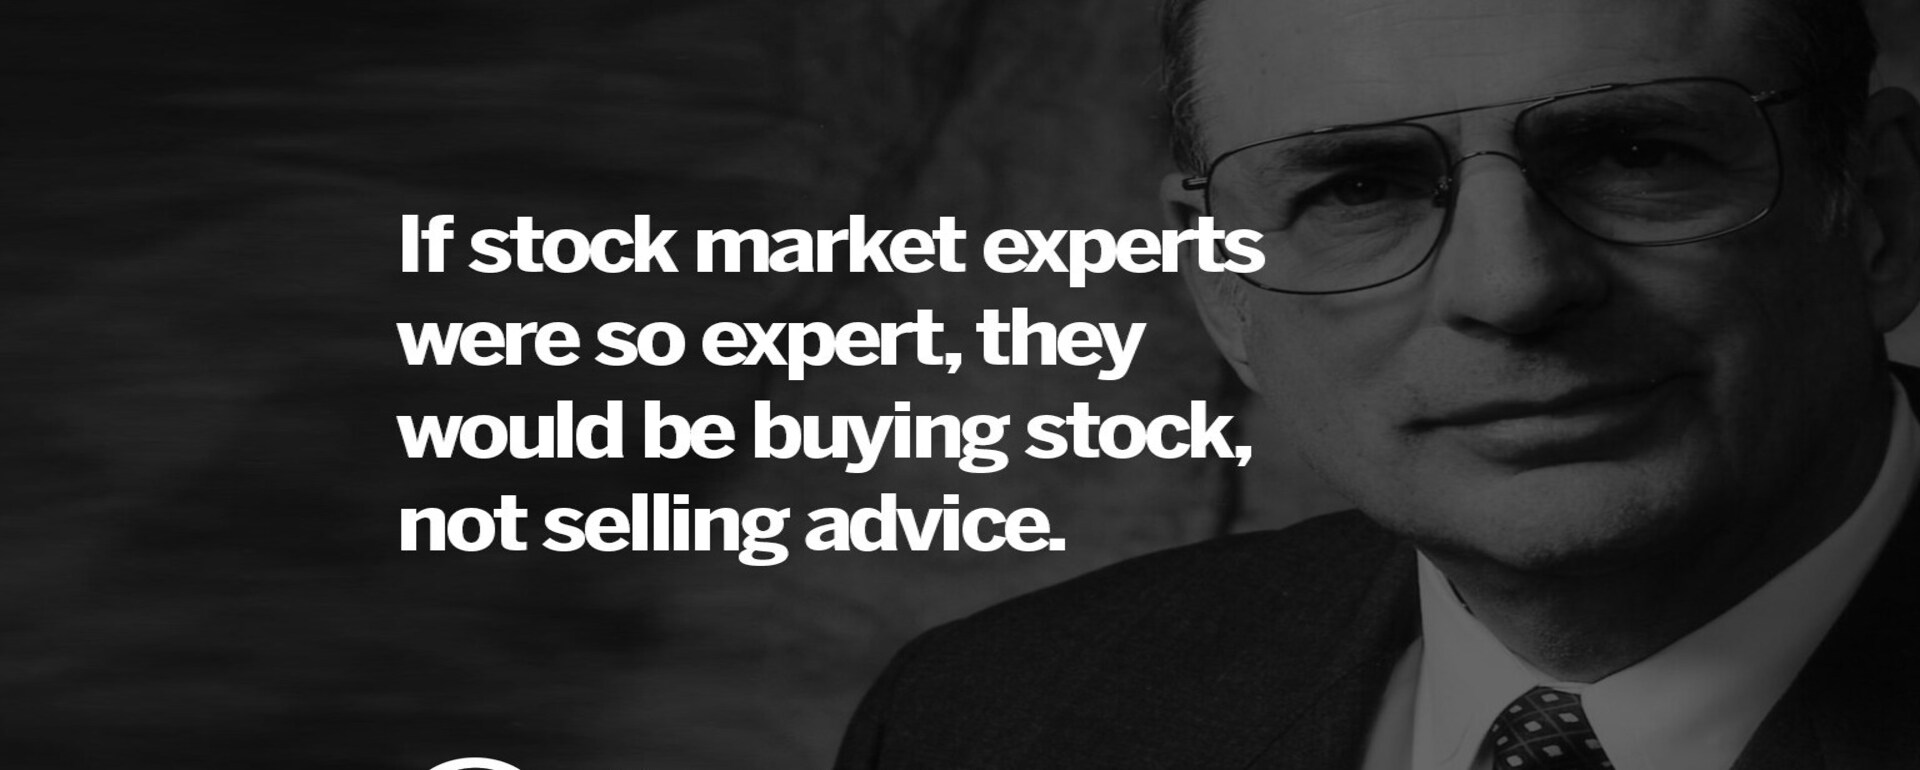 If stock market experts
were so expert, they
would be buying stock,
not selling advice.